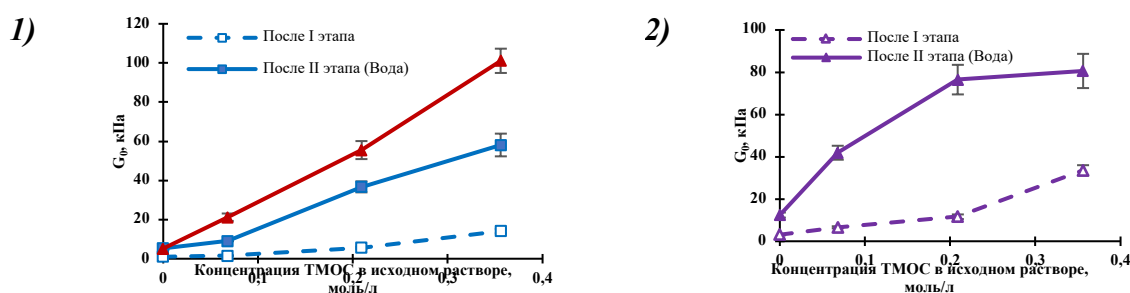 1)
120
100
80
60
40
20
0
G₀, кПа
После I этапа
После II этапа (Вода)
0
0,1
0,2
0,3
0,4
Концентрация ТМОС в исходном растворе,
моль/л
2)
100
80
60
40
20
0
G₀, кПа
После I этапа
После II этапа (Вода)
0
0,1
0,2
0,3
0,4
Концентрация ТМОС в исходном растворе,
моль/л